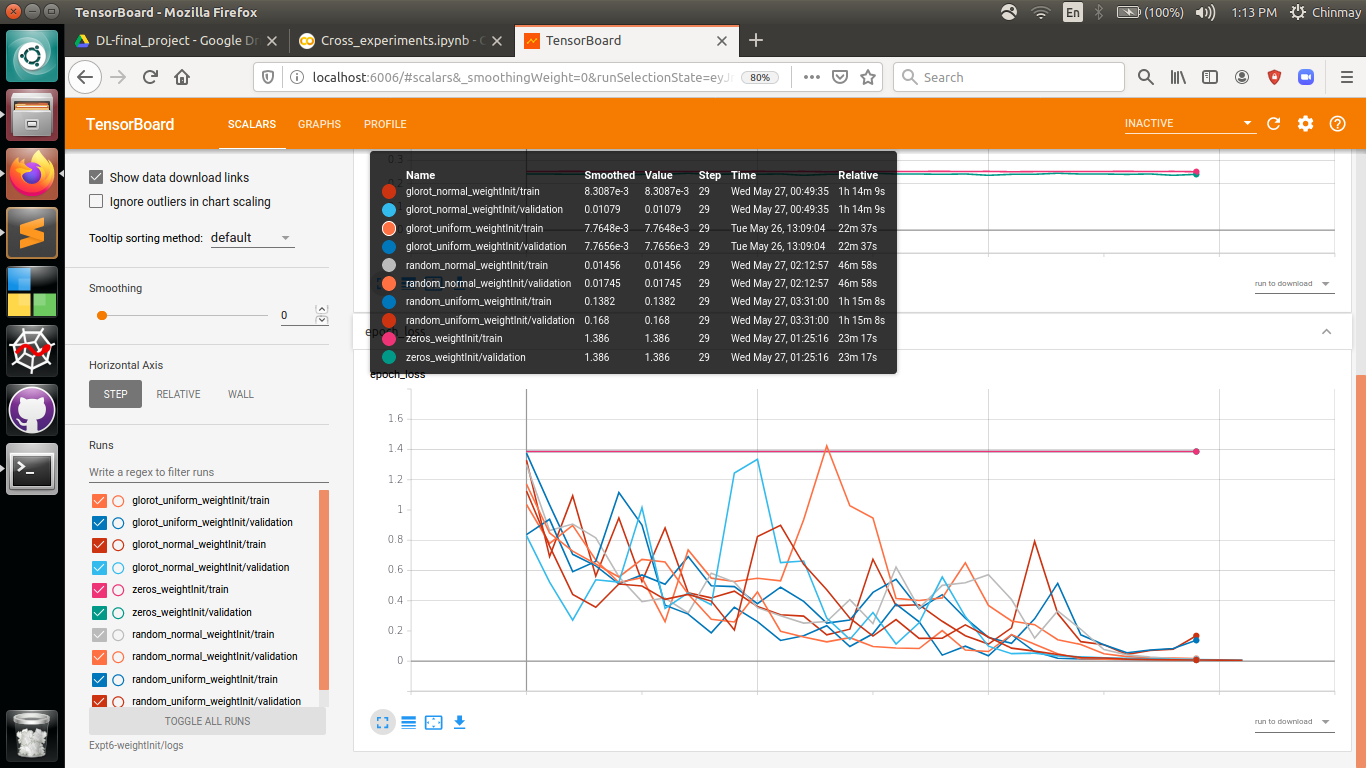 TensorBoard - Mozilla Firefox
En (100%) 1:13 PM Chinmay
DL-final_project - Google Dr
Cross_experiments.ipynb - C
TensorBoard
localhost:6006/#scalars&_smoothingWeight=0&runSelectionState=eyJ
80%
Search
TensorBoard
SCALARS
GRAPHS
PROFILE
INACTIVE
Show data download links
Ignore outliers in chart scaling
Tooltip sorting method: default
Smoothing
0
Horizontal Axis
STEP RELATIVE WALL
Runs
Write a regex to filter runs
glorot_uniform_weightInit/train
glorot_uniform_weightInit/validation
glorot_normal_weightInit/train
glorot_normal_weightInit/validation
zeros_weightInit/train
zeros_weightInit/validation
random_normal_weightInit/train
random_normal_weightInit/validation
random_uniform_weightInit/train
random_uniform_weightInit/validation
TOGGLE ALL RUNS
Expt6-weightInit/logs
0.3
Name Smoothed Value Step Time Relative
glorot_normal_weightInit/train 8.3087e-3 8.3087e-3 29 Wed May 27, 00:49:35 1h 14m 9s
glorot_normal_weightInit/validation 0.01079 0.01079 29 Wed May 27, 00:49:35 1h 14m 9s
glorot_uniform_weightInit/train 7.7648e-3 7.7648e-3 29 Tue May 26, 13:09:04 22m 37s
glorot_uniform_weightInit/validation 7.7656e-3 7.7656e-3 29 Tue May 26, 13:09:04 22m 37s
random_normal_weightInit/train 0.01456 0.01456 29 Wed May 27, 02:12:57 46m 58s
random_normal_weightInit/validation 0.01745 0.01745 29 Wed May 27, 02:12:57 46m 58s
random_uniform_weightInit/train 0.1382 0.1382 29 Wed May 27, 03:31:00 1h 15m 8s
random_uniform_weightInit/validation 0.168 0.168 29 Wed May 27, 03:31:00 1h 15m 8s
zeros_weightInit/train 1.386 1.386 29 Wed May 27, 01:25:16 23m 17s
zeros_weightInit/validation 1.386 1.386 29 Wed May 27, 01:25:16 23m 17s
run to download
epoch_loss
epoch_loss
1.6
1.4
1.2
1
0.8
0.6
0.4
0.2
0
run to download